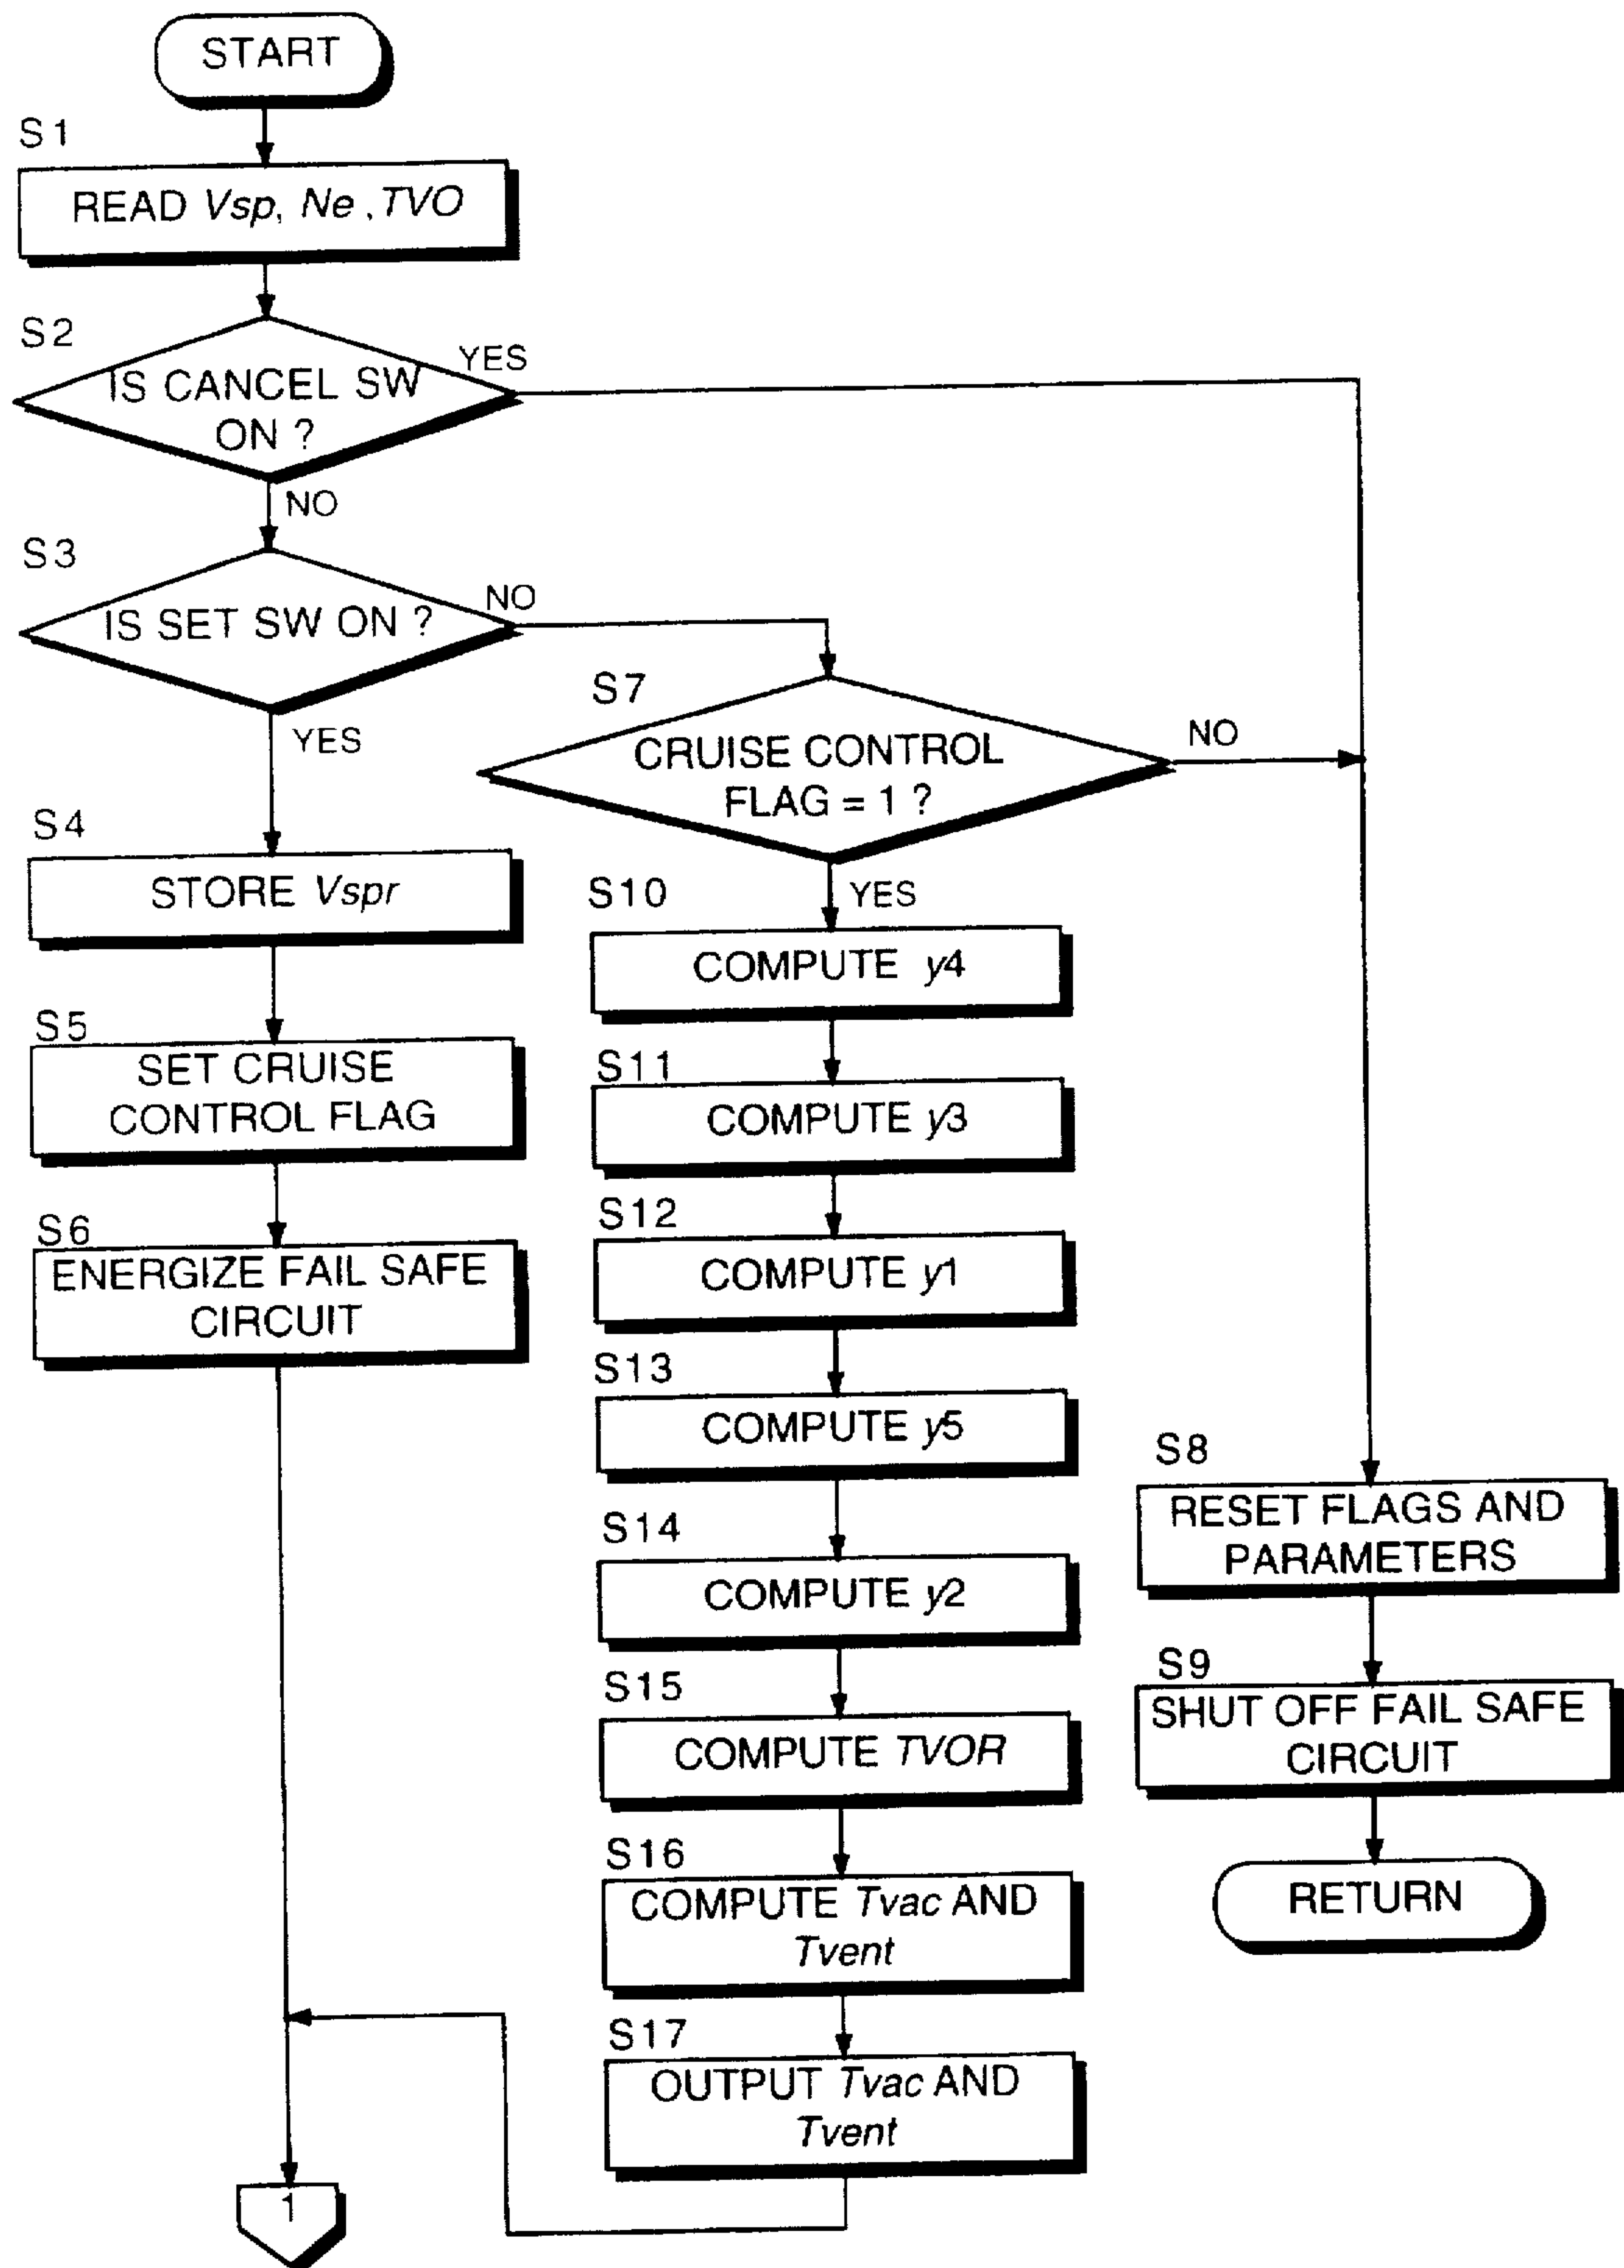 START
S1
READ Vsp, Ne ,TVO
S2
YES
IS CANCEL SW
ON ?
NO
S3
NO
IS SET SW ON ?
YES
S7
NO
CRUISE CONTROL
FLAG = 1 ?
YES
S4
STORE Vspr
S5
SET CRUISE
CONTROL FLAG
S6
ENERGIZE FAIL SAFE
CIRCUIT
S10
COMPUTE y4
S11
COMPUTE y3
S12
COMPUTE y1
S13
COMPUTE y5
S14
COMPUTE y2
S15
COMPUTE TVOR
S16
COMPUTE Tvac AND
Tvent
S17
OUTPUT Tvac AND
Tvent
S8
RESET FLAGS AND
PARAMETERS
S9
SHUT OFF FAIL SAFE
CIRCUIT
RETURN
1